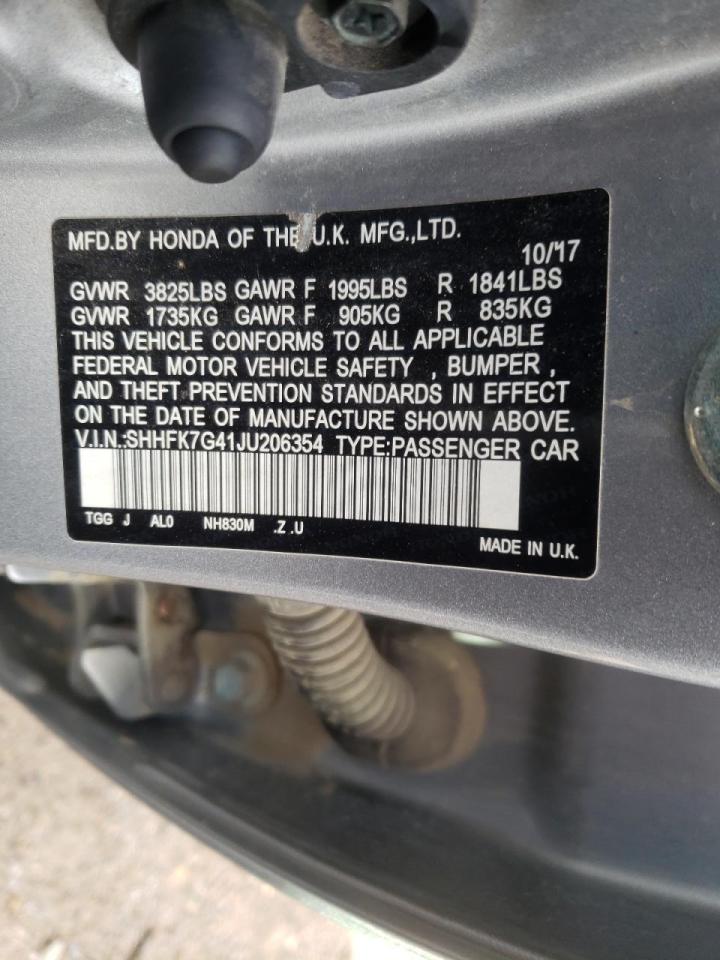 MFD.BY HONDA OF THE U.K. MFG.,LTD.
10/17
GVWR 3825LBS GAWR F 1995LBS R 1841LBS
GVWR 1735KG GAWR F 905KG R 835KG
THIS VEHICLE CONFORMS TO ALL APPLICABLE
FEDERAL MOTOR VEHICLE SAFETY , BUMPER ,
AND THEFT PREVENTION STANDARDS IN EFFECT
ON THE DATE OF MANUFACTURE SHOWN ABOVE.
V.I.N.:SHHFK7G41JU206354 TYPE:PASSENGER CAR
TGG J AL0 NH830M .Z .U
MADE IN U.K.